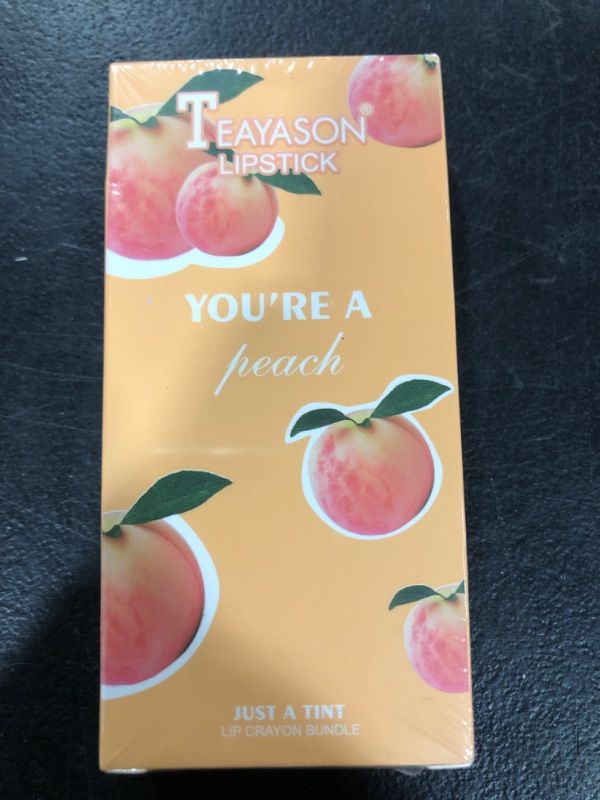 TEAYASON®
LIPSTICK
YOU'RE A
peach
JUST A TINT
LIP CRAYON BUNDLE